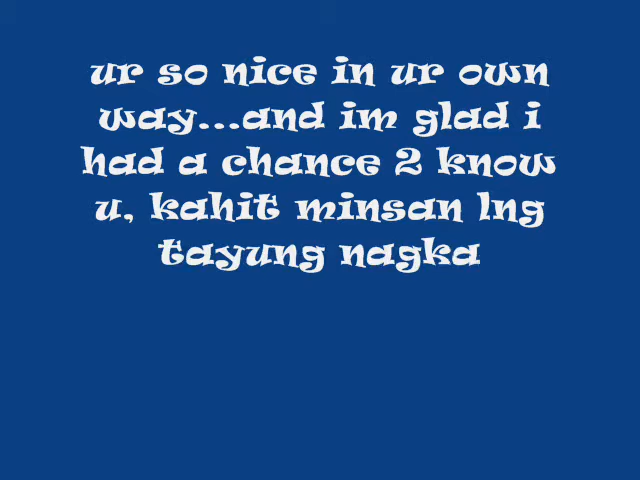 ur so nice in ur own
way...and im glad i
had a chance 2 know
u, kahit minsan lng
tayung nagka